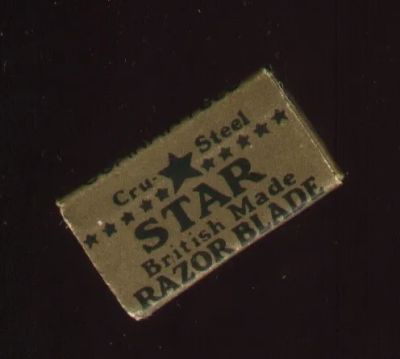 Cru-Steel
STAR
British Made
RAZOR BLADE